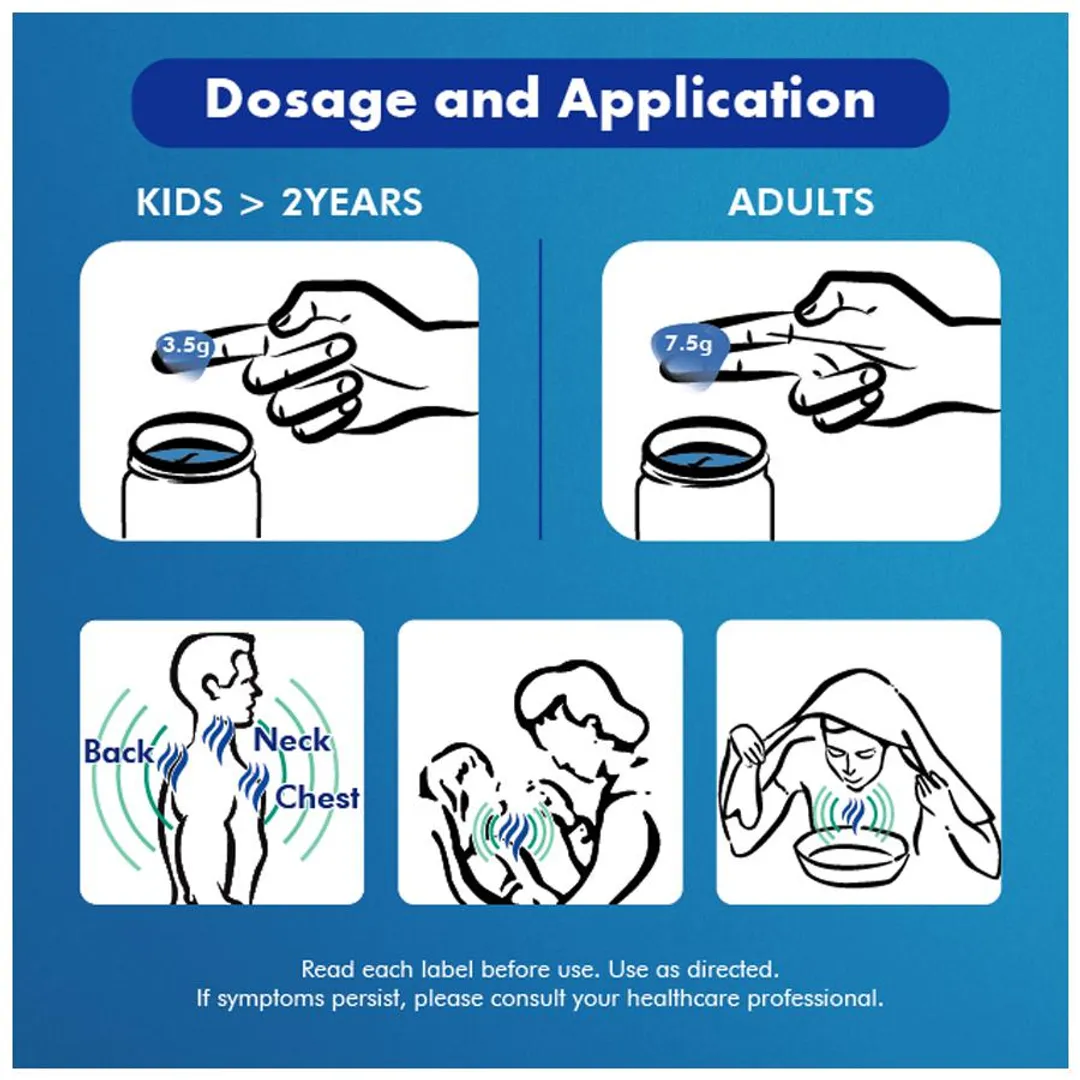 Dosage and Application
KIDS > 2YEARS
ADULTS
3.5g
7.5g
Back
Neck
Chest
Read each label before use. Use as directed.
If symptoms persist, please consult your healthcare professional.